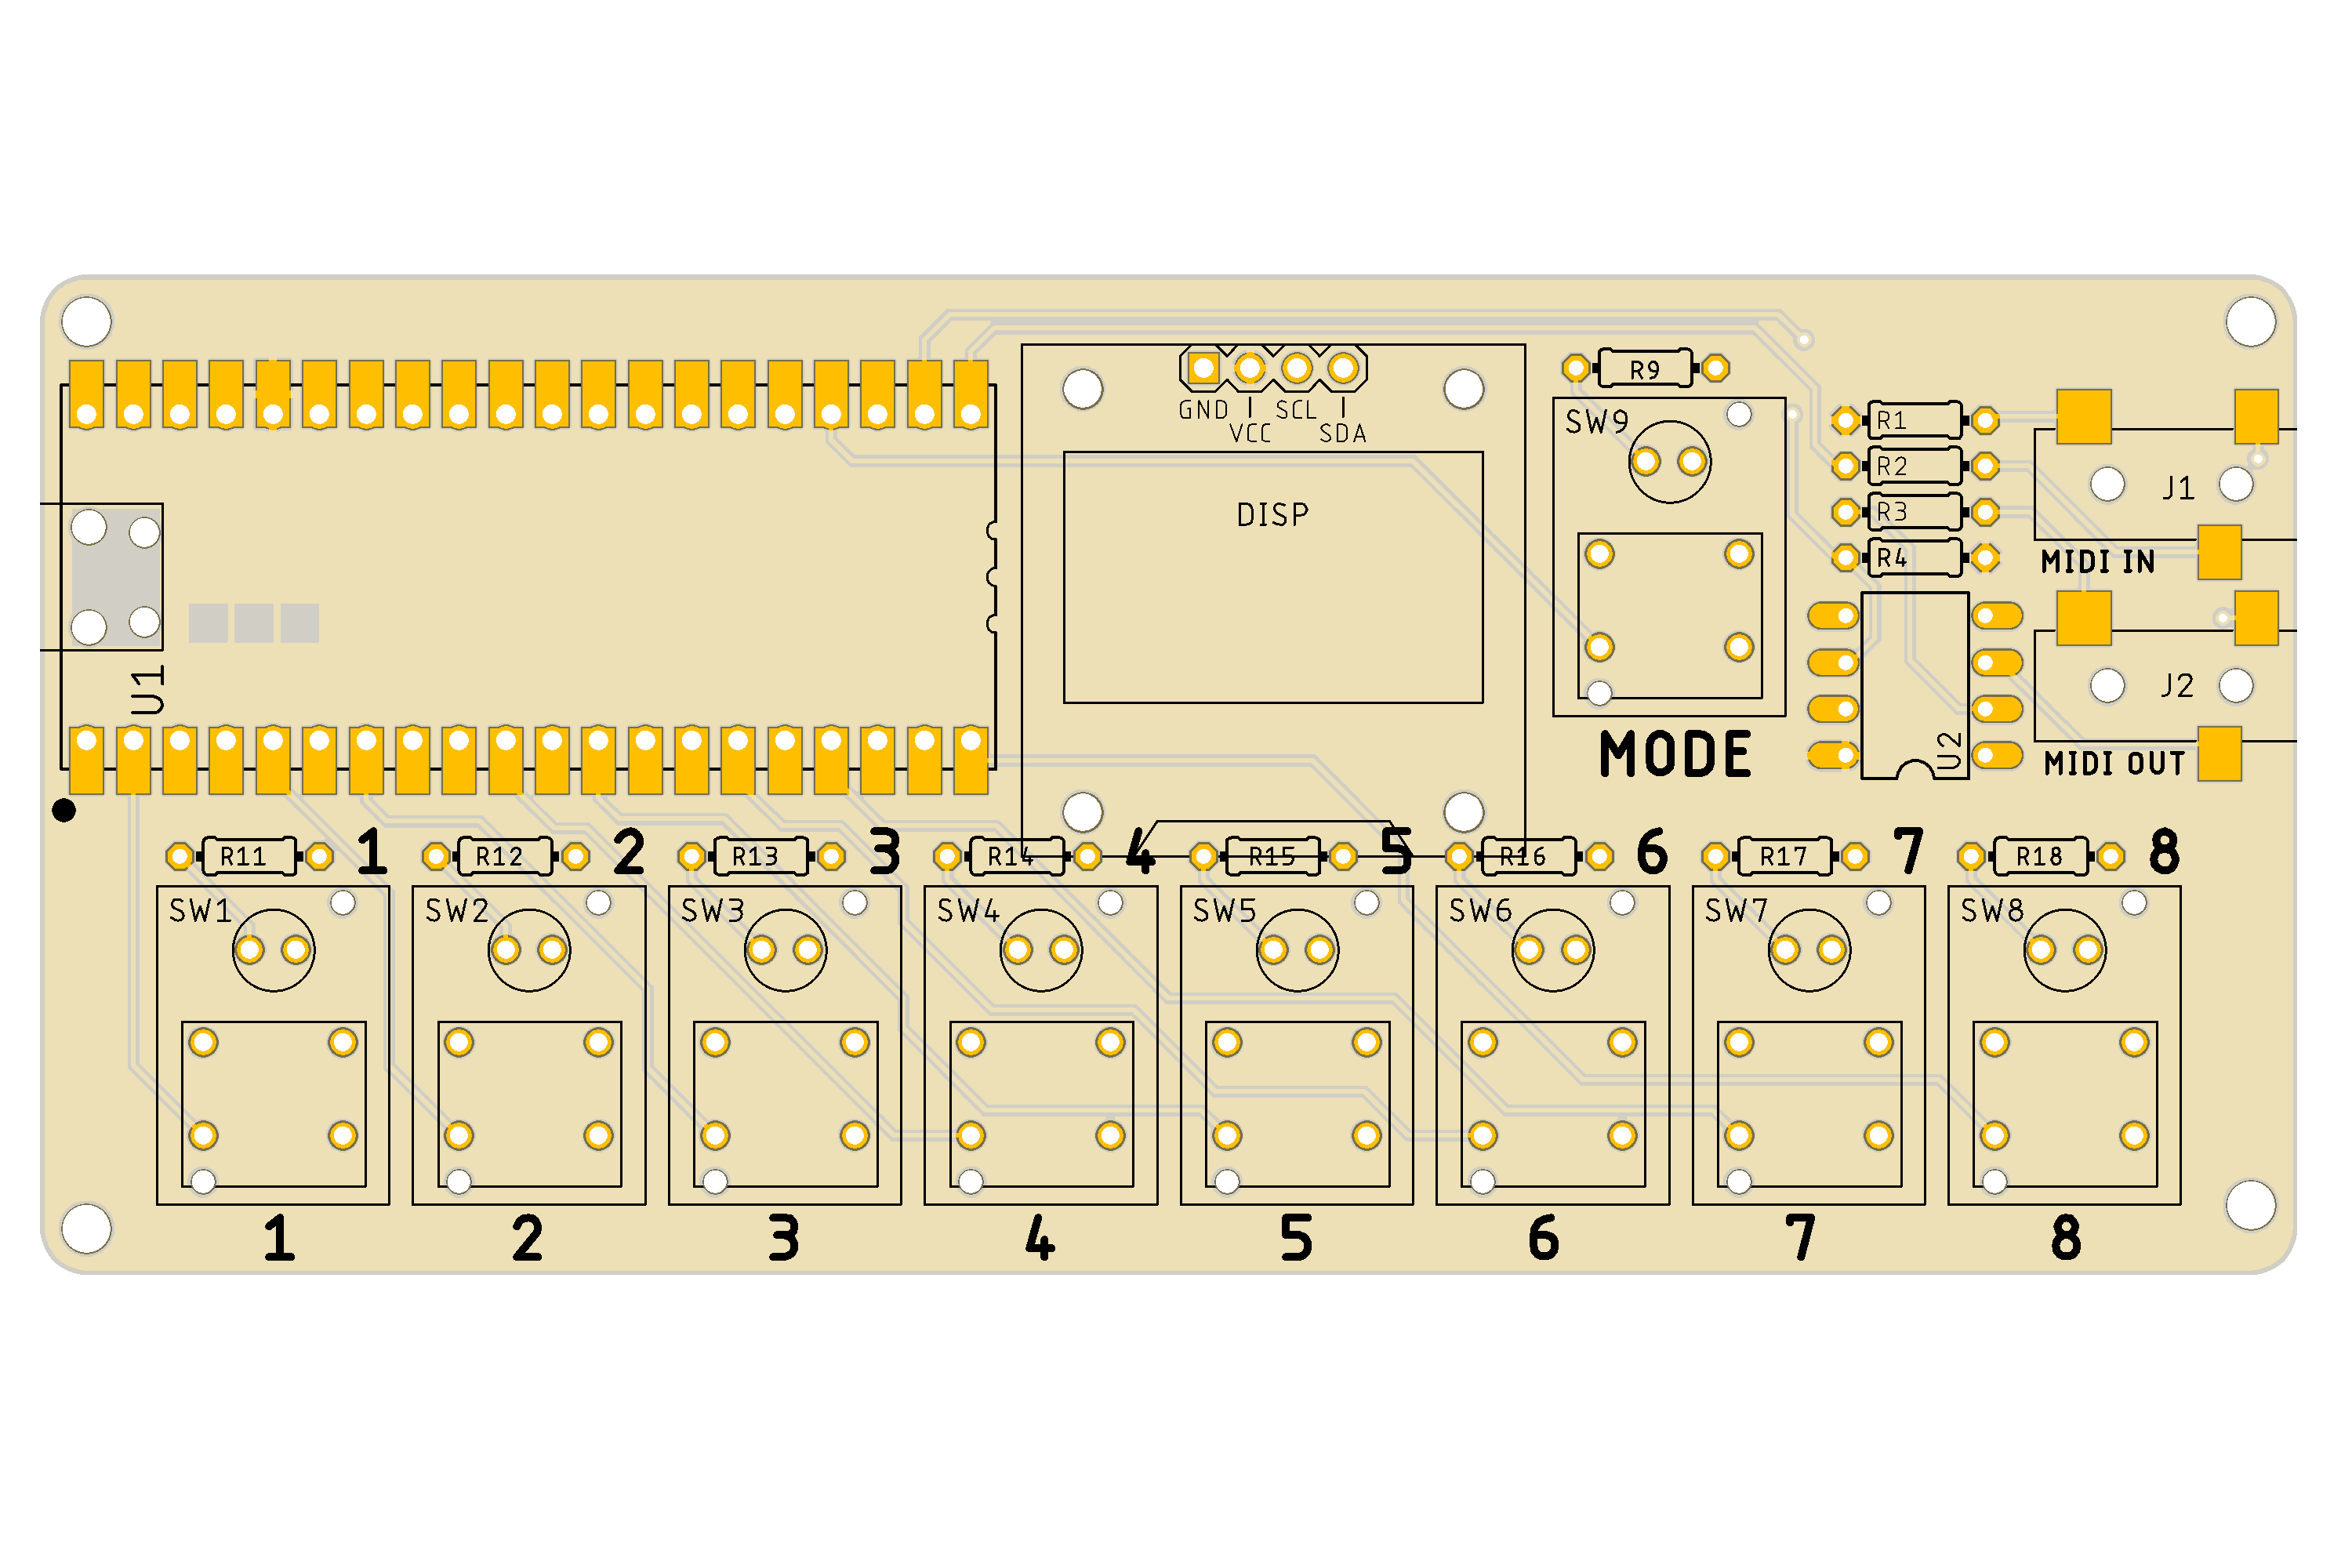 GND SCL
VCC SDA
R9
SW9
R1
R2
R3
R4
DISP
J1
MIDI IN
U1
J2
MODE
U2
MIDI OUT
R11 1 R12 2 R13 3 R14 4 R15 5 R16 6 R17 7 R18 8
SW1 SW2 SW3 SW4 SW5 SW6 SW7 SW8
1 2 3 4 5 6 7 8